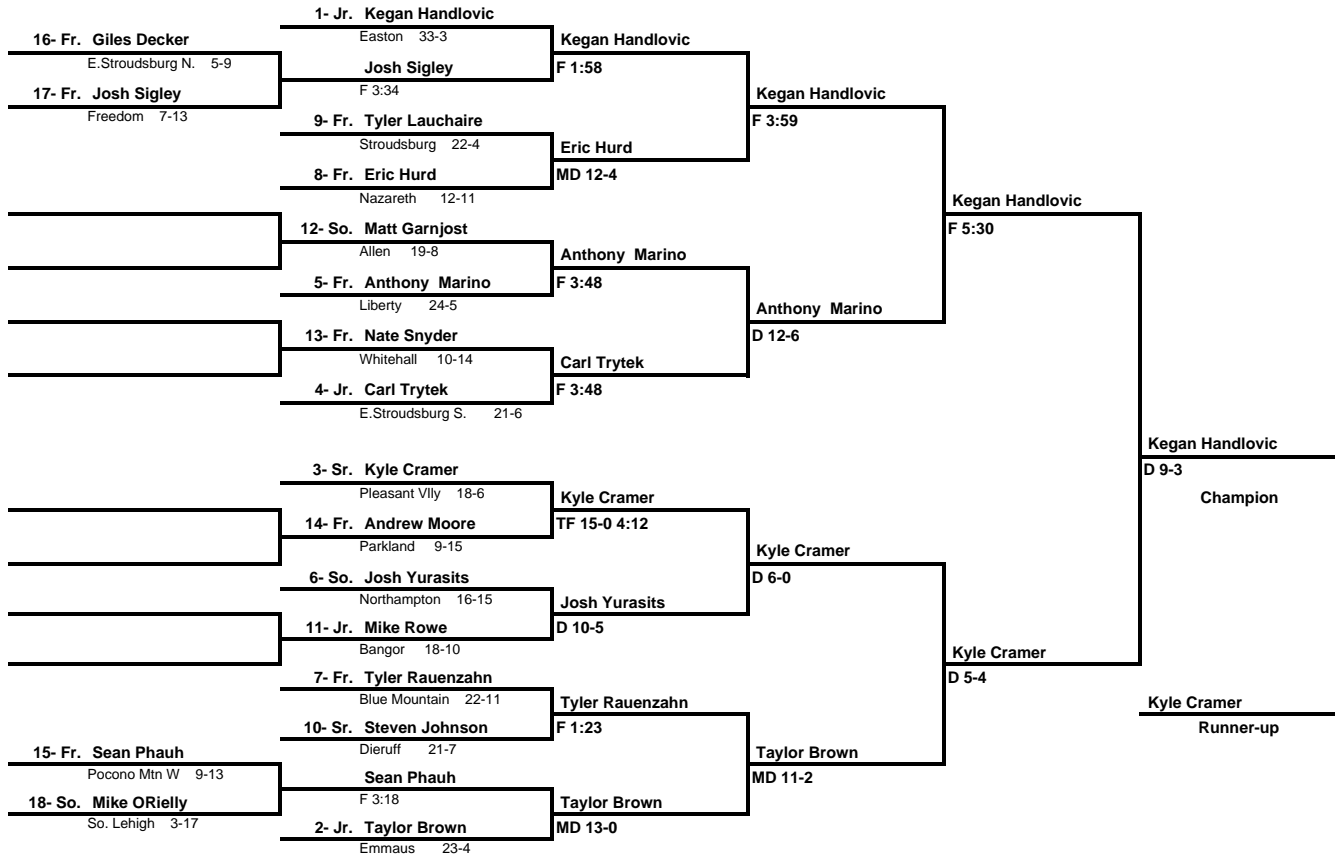 1- Jr. Kegan Handlovic
Easton 33-3
16- Fr. Giles Decker
E.Stroudsburg N. 5-9
Kegan Handlovic
F 1:58
Josh Sigley
F 3:34
17- Fr. Josh Sigley
Freedom 7-13
Kegan Handlovic
F 3:59
9- Fr. Tyler Lauchaire
Stroudsburg 22-4
Eric Hurd
MD 12-4
8- Fr. Eric Hurd
Nazareth 12-11
Kegan Handlovic
F 5:30
12- So. Matt Garnjost
Allen 19-8
Anthony Marino
F 3:48
5- Fr. Anthony Marino
Liberty 24-5
Anthony Marino
D 12-6
13- Fr. Nate Snyder
Whitehall 10-14
Carl Trytek
F 3:48
4- Jr. Carl Trytek
E.Stroudsburg S. 21-6
Kegan Handlovic
D 9-3
Champion
3- Sr. Kyle Cramer
Pleasant Vlly 18-6
Kyle Cramer
TF 15-0 4:12
14- Fr. Andrew Moore
Parkland 9-15
Kyle Cramer
D 6-0
6- So. Josh Yurasits
Northampton 16-15
Josh Yurasits
D 10-5
11- Jr. Mike Rowe
Bangor 18-10
Kyle Cramer
D 5-4
7- Fr. Tyler Rauenzahn
Blue Mountain 22-11
Tyler Rauenzahn
F 1:23
Kyle Cramer
Runner-up
10- Sr. Steven Johnson
Dieruff 21-7
15- Fr. Sean Phauh
Pocono Mtn W 9-13
Taylor Brown
MD 11-2
Sean Phauh
F 3:18
18- So. Mike ORielly
So. Lehigh 3-17
Taylor Brown
MD 13-0
2- Jr. Taylor Brown
Emmaus 23-4